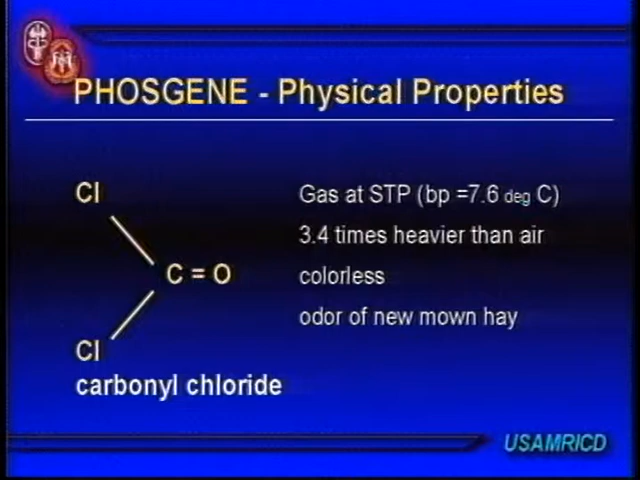 PHOSGENE - Physical Properties
Cl
Gas at STP (bp =7.6 deg C)
3.4 times heavier than air
C = O
colorless
odor of new mown hay
Cl
carbonyl chloride
USAMRICD